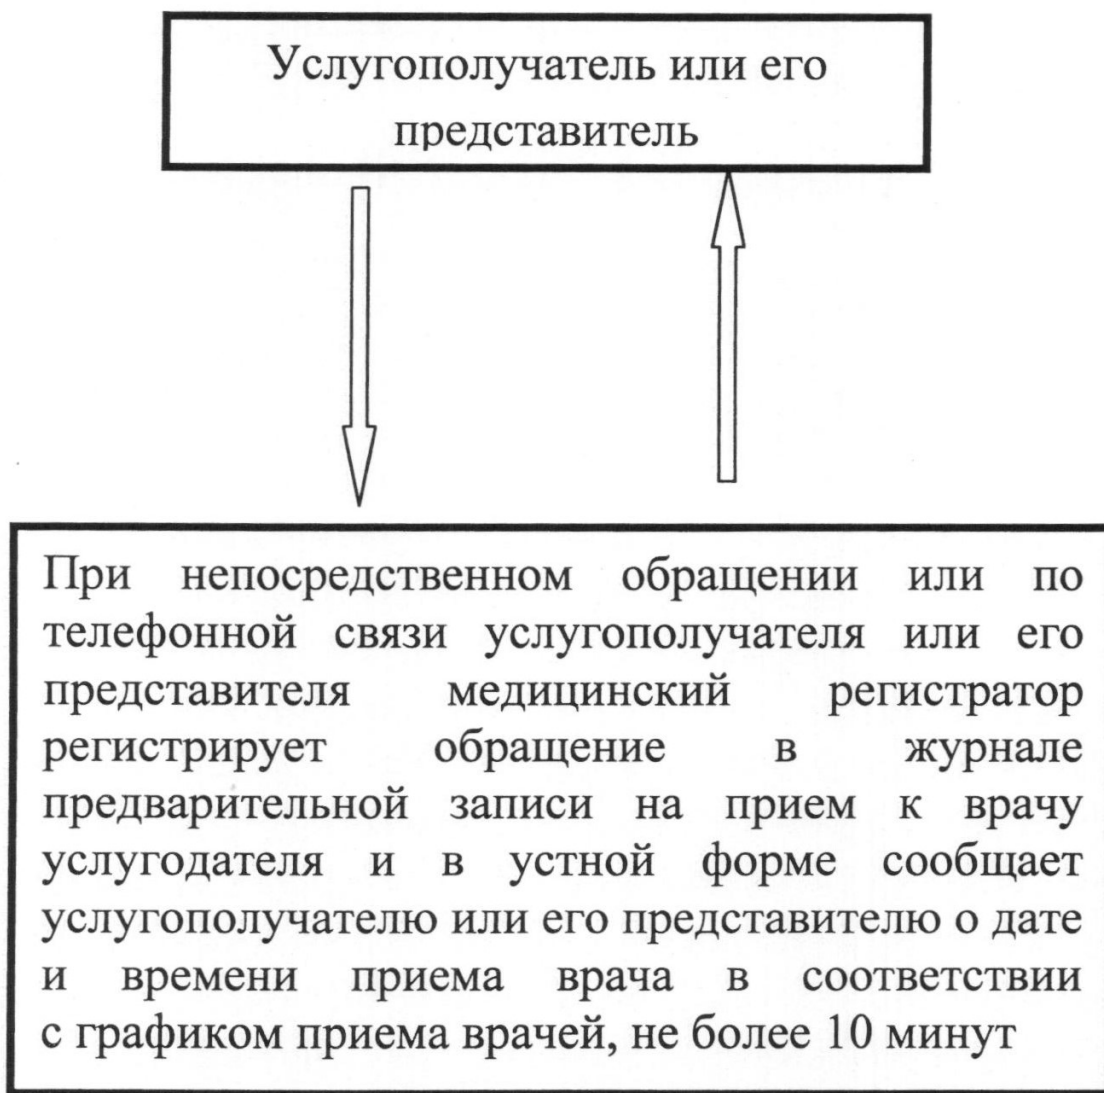 Услугополучатель или его
представитель
При непосредственном обращении или по
телефонной связи услугополучателя или его
представителя медицинский регистратор
регистрирует обращение в журнале
предварительной записи на прием к врачу
услугодателя и в устной форме сообщает
услугополучателю или его представителю о дате
и времени приема врача в соответствии
с графиком приема врачей, не более 10 минут